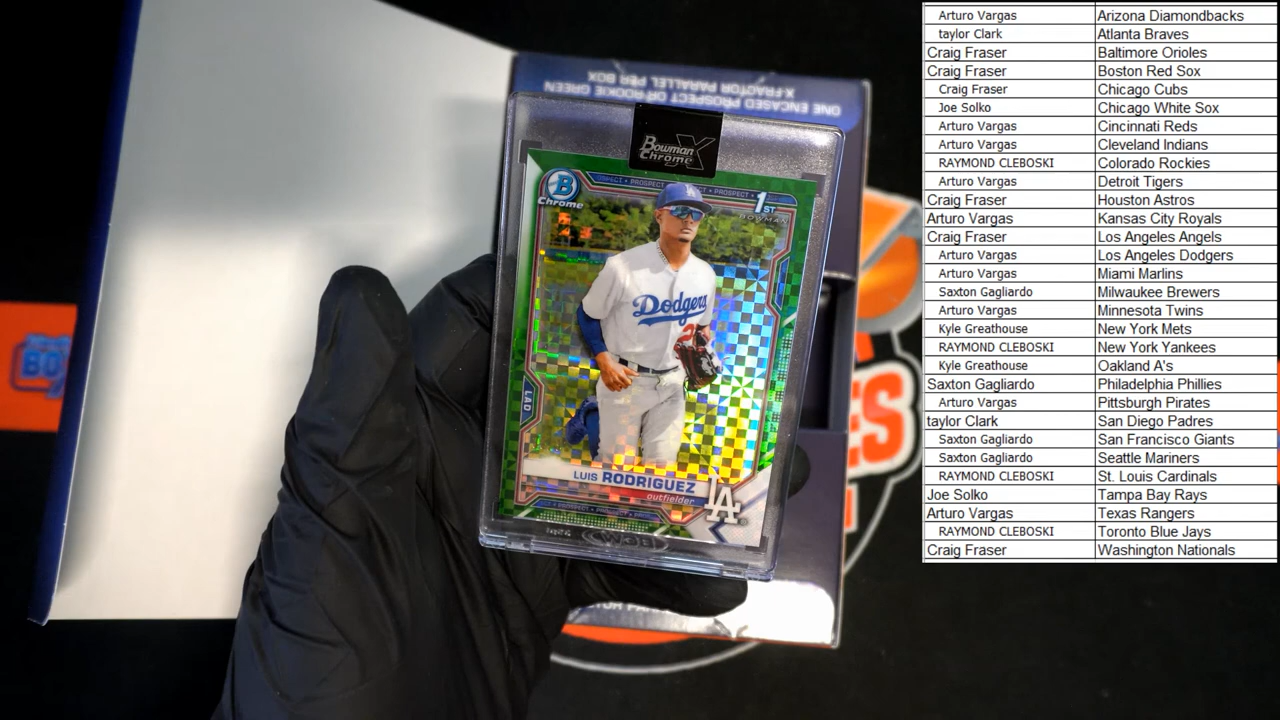 ONE ENCASED PROSPECT OR ROOKIE GREEN
X-FRACTOR PARALLEL PER BOX
Bowman
Chrome X
B
Chrome
PROSPECT • PROSPECT
1ST
BOWMAN
Dodgers
LAD
LUIS RODRIGUEZ
outfielder
LA
Arturo Vargas Arizona Diamondbacks
taylor Clark Atlanta Braves
Craig Fraser Baltimore Orioles
Craig Fraser Boston Red Sox
Craig Fraser Chicago Cubs
Joe Solko Chicago White Sox
Arturo Vargas Cincinnati Reds
Arturo Vargas Cleveland Indians
RAYMOND CLEBOSKI Colorado Rockies
Arturo Vargas Detroit Tigers
Craig Fraser Houston Astros
Arturo Vargas Kansas City Royals
Craig Fraser Los Angeles Angels
Arturo Vargas Los Angeles Dodgers
Arturo Vargas Miami Marlins
Saxton Gagliardo Milwaukee Brewers
Arturo Vargas Minnesota Twins
Kyle Greathouse New York Mets
RAYMOND CLEBOSKI New York Yankees
Kyle Greathouse Oakland A's
Saxton Gagliardo Philadelphia Phillies
Arturo Vargas Pittsburgh Pirates
taylor Clark San Diego Padres
Saxton Gagliardo San Francisco Giants
Saxton Gagliardo Seattle Mariners
RAYMOND CLEBOSKI St. Louis Cardinals
Joe Solko Tampa Bay Rays
Arturo Vargas Texas Rangers
RAYMOND CLEBOSKI Toronto Blue Jays
Craig Fraser Washington Nationals